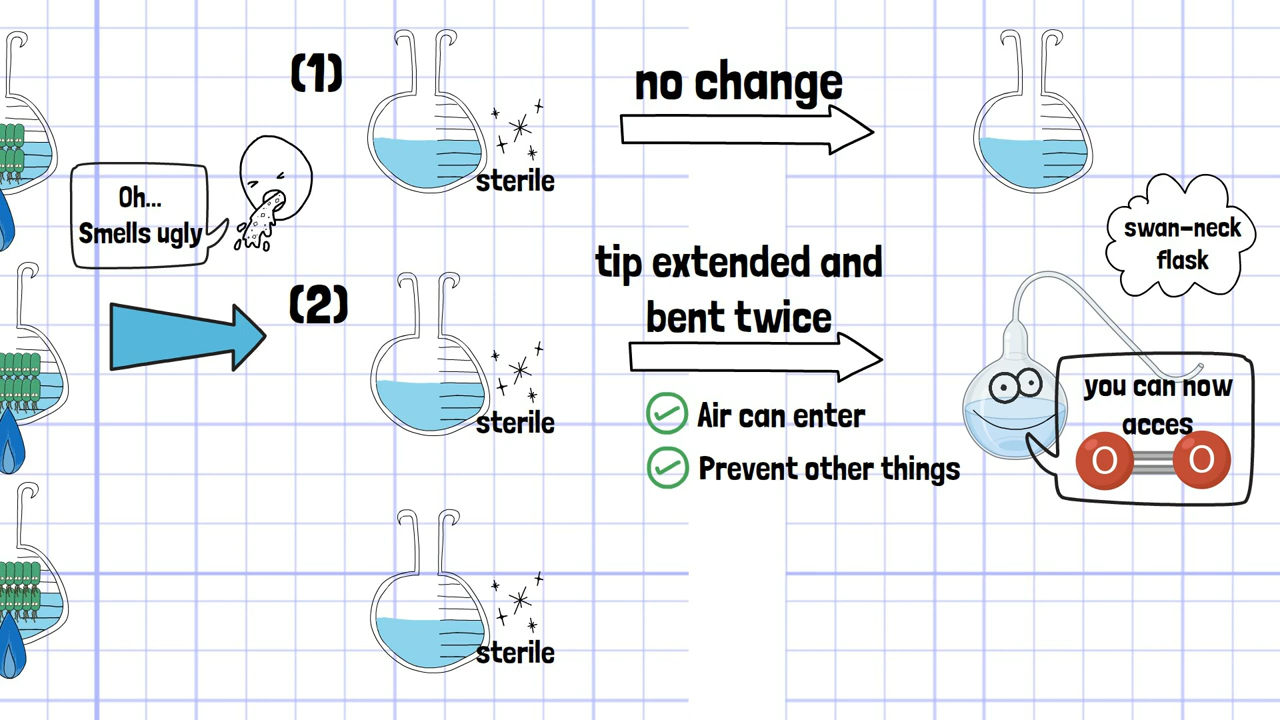 (1)
no change
sterile
Oh...
Smells ugly
swan-neck
flask
(2)
tip extended and
bent twice
Air can enter
Prevent other things
sterile
you can now
acces
O O
sterile